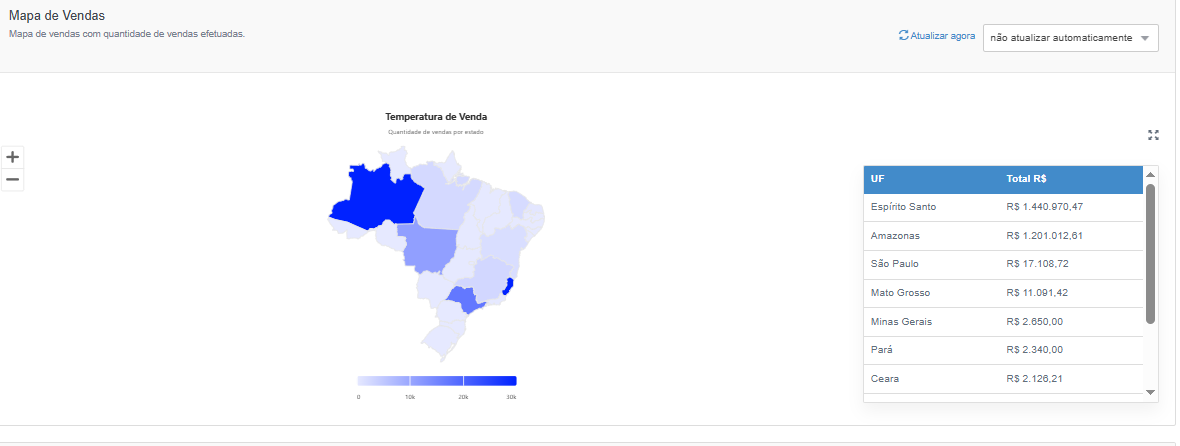 Mapa de Vendas
Mapa de vendas com quantidade de vendas efetuadas.
Atualizar agora
não atualizar automaticamente
Temperatura de Venda
Quantidade de vendas por estado
+
−
UF Total R$
Espírito Santo R$ 1.440.970,47
Amazonas R$ 1.201.012,61
São Paulo R$ 17.108,72
Mato Grosso R$ 11.091,42
Minas Gerais R$ 2.650,00
Pará R$ 2.340,00
Ceara R$ 2.126,21
0 10k 20k 30k